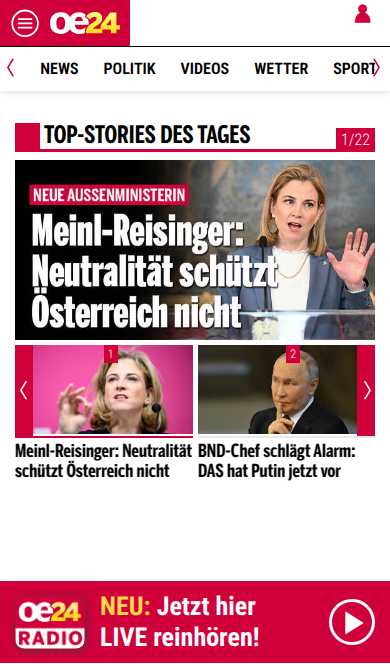 oe24
NEWS POLITIK VIDEOS WETTER SPORT
TOP-STORIES DES TAGES
1/22
NEUE AUSSENMINISTERIN
Meinl-Reisinger:
Neutralität schützt
Österreich nicht
1
2
Meinl-Reisinger: Neutralität
schützt Österreich nicht
BND-Chef schlägt Alarm:
DAS hat Putin jetzt vor
oe24
RADIO
NEU: Jetzt hier
LIVE reinhören!